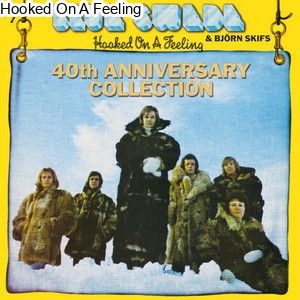 Hooked On A Feeling
Hooked On A Feeling
& BJÖRN SKIFS
40th ANNIVERSARY
COLLECTION